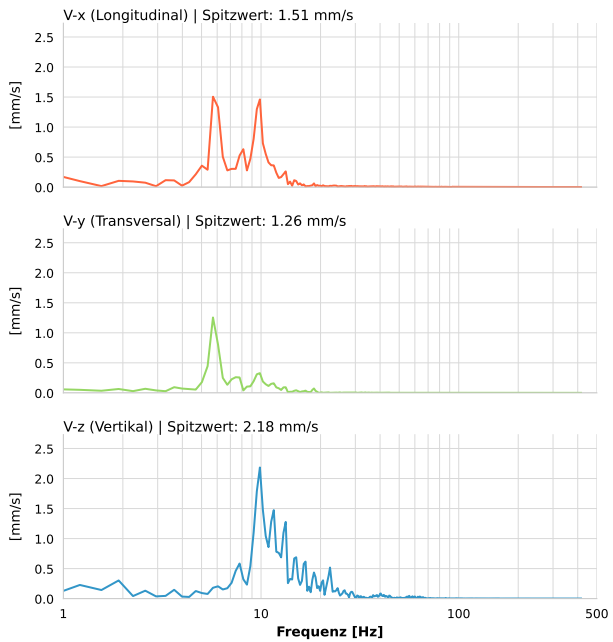 V-x (Longitudinal) | Spitzwert: 1.51 mm/s
2.5
2.0
1.5
1.0
0.5
0.0
[mm/s]
V-y (Transversal) | Spitzwert: 1.26 mm/s
2.5
2.0
1.5
1.0
0.5
0.0
[mm/s]
V-z (Vertikal) | Spitzwert: 2.18 mm/s
2.5
2.0
1.5
1.0
0.5
0.0
[mm/s]
1 10 100 500
Frequenz [Hz]